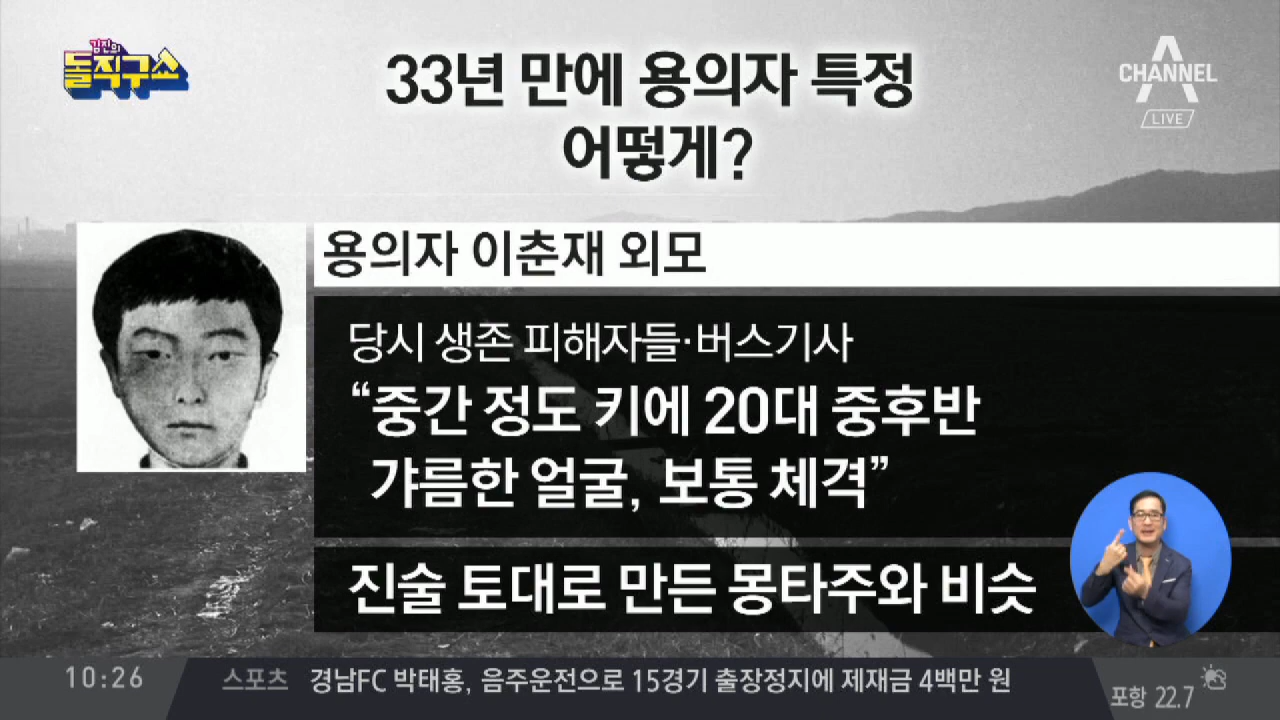 김진의
돌직구쇼
33년 만에 용의자 특정
어떻게?
CHANNEL
LIVE
용의자 이춘재 외모
당시 생존 피해자들·버스기사
“중간 정도 키에 20대 중후반
갸름한 얼굴, 보통 체격”
진술 토대로 만든 몽타주와 비슷
10:26 스포츠 경남FC 박태홍, 음주운전으로 15경기 출장정지에 제재금 4백만 원
포항 22.7